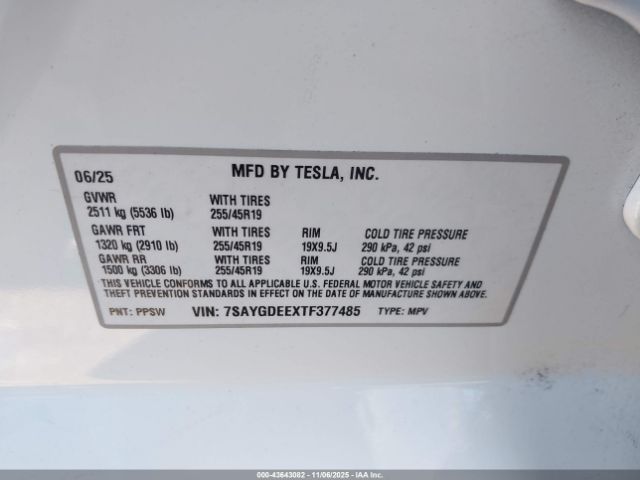 06/25 MFD BY TESLA, INC.
GVWR WITH TIRES
2511 kg (5536 lb) 255/45R19
GAWR FRT WITH TIRES RIM COLD TIRE PRESSURE
1320 kg (2910 lb) 255/45R19 19X9.5J 290 kPa, 42 psi
GAWR RR WITH TIRES RIM COLD TIRE PRESSURE
1500 kg (3306 lb) 255/45R19 19X9.5J 290 kPa, 42 psi
THIS VEHICLE CONFORMS TO ALL APPLICABLE U.S. FEDERAL MOTOR VEHICLE SAFETY AND
THEFT PREVENTION STANDARDS IN EFFECT ON THE DATE OF MANUFACTURE SHOWN ABOVE.
PNT: PPSW VIN: 7SAYGDEEXTF377485 TYPE: MPV
000-43643082 - 11/06/2025 - IAA Inc.